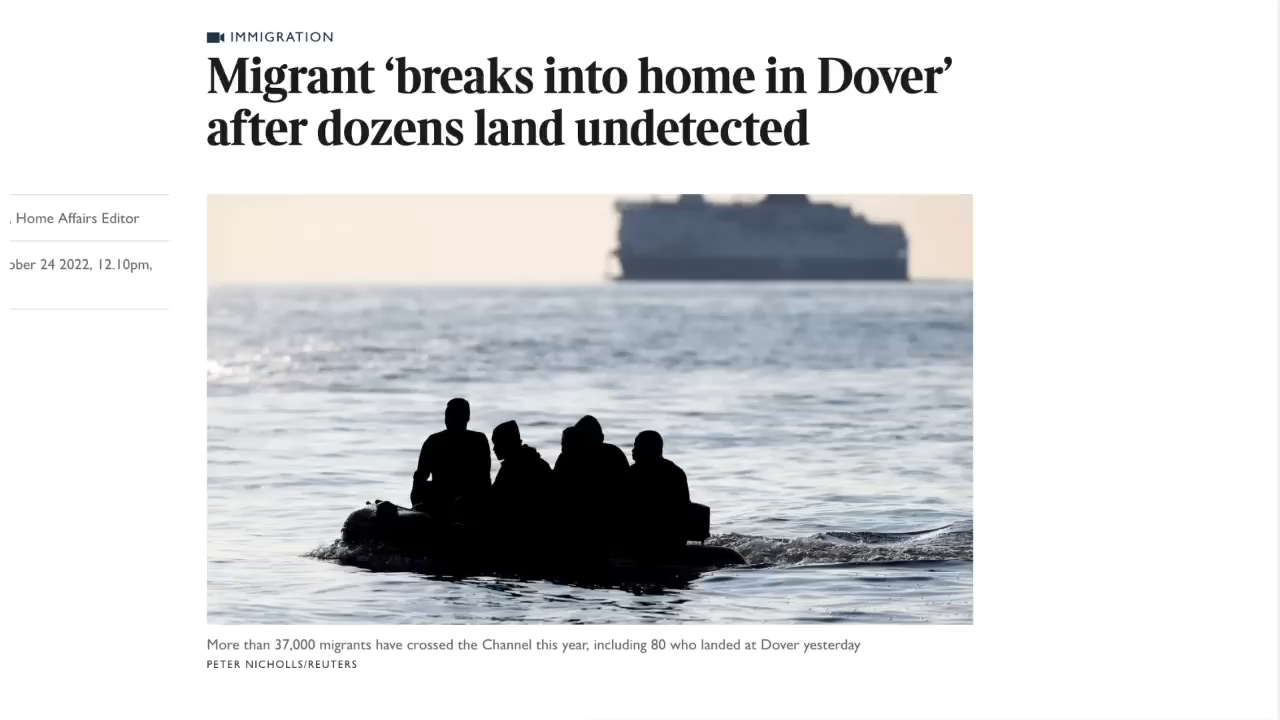 IMMIGRATION
Migrant ‘breaks into home in Dover’
after dozens land undetected
, Home Affairs Editor
24 2022, 12.10pm,
More than 37,000 migrants have crossed the Channel this year, including 80 who landed at Dover yesterday
PETER NICHOLLS/REUTERS